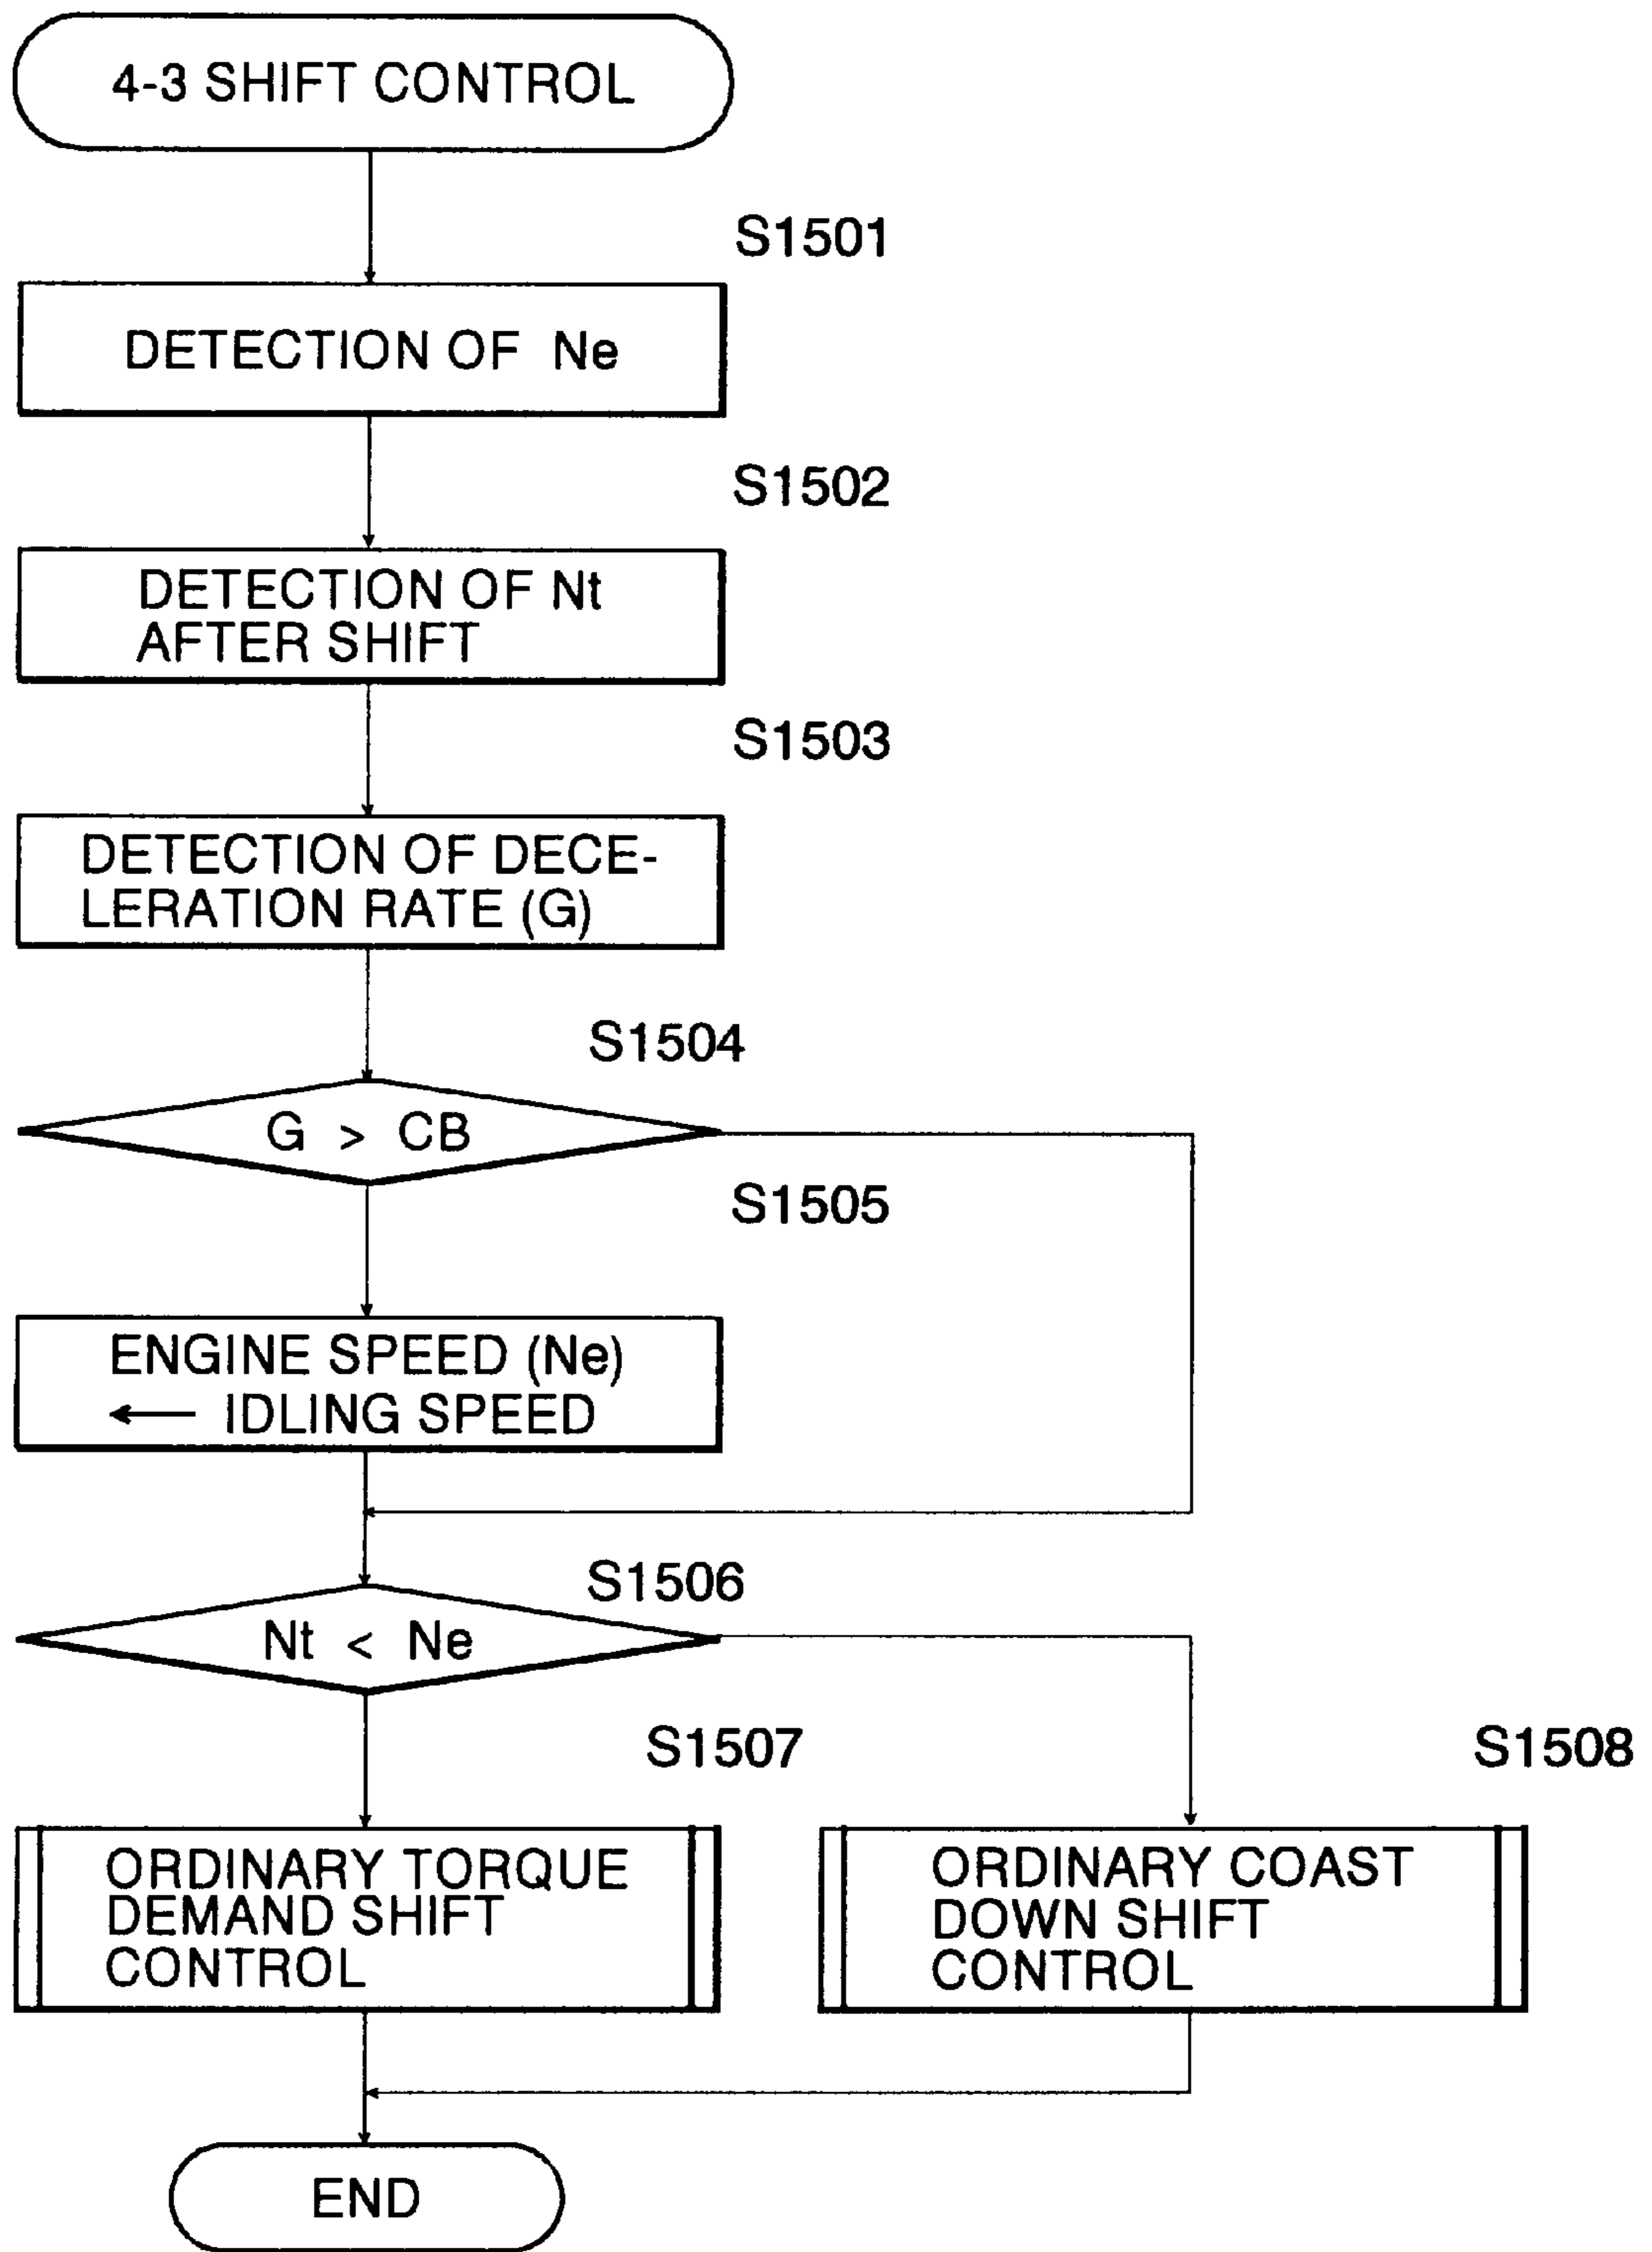 4-3 SHIFT CONTROL
S1501
DETECTION OF Ne
S1502
DETECTION OF Nt
AFTER SHIFT
S1503
DETECTION OF DECE-
LERATION RATE (G)
S1504
G > CB
S1505
ENGINE SPEED (Ne)
← IDLING SPEED
S1506
Nt < Ne
S1507
ORDINARY TORQUE
DEMAND SHIFT
CONTROL
S1508
ORDINARY COAST
DOWN SHIFT
CONTROL
END